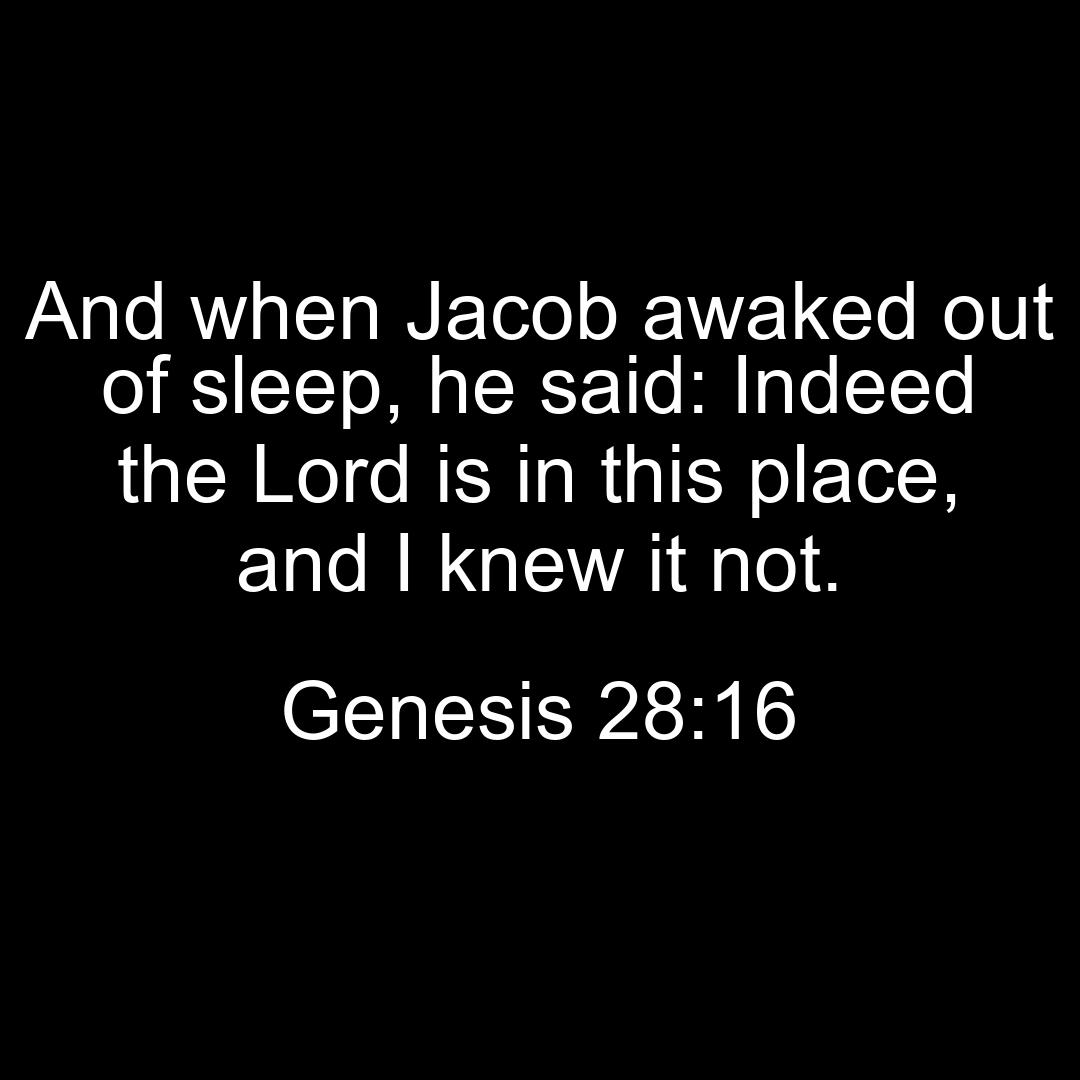 And when Jacob awaked out
of sleep, he said: Indeed
the Lord is in this place,
and I knew it not.
Genesis 28:16